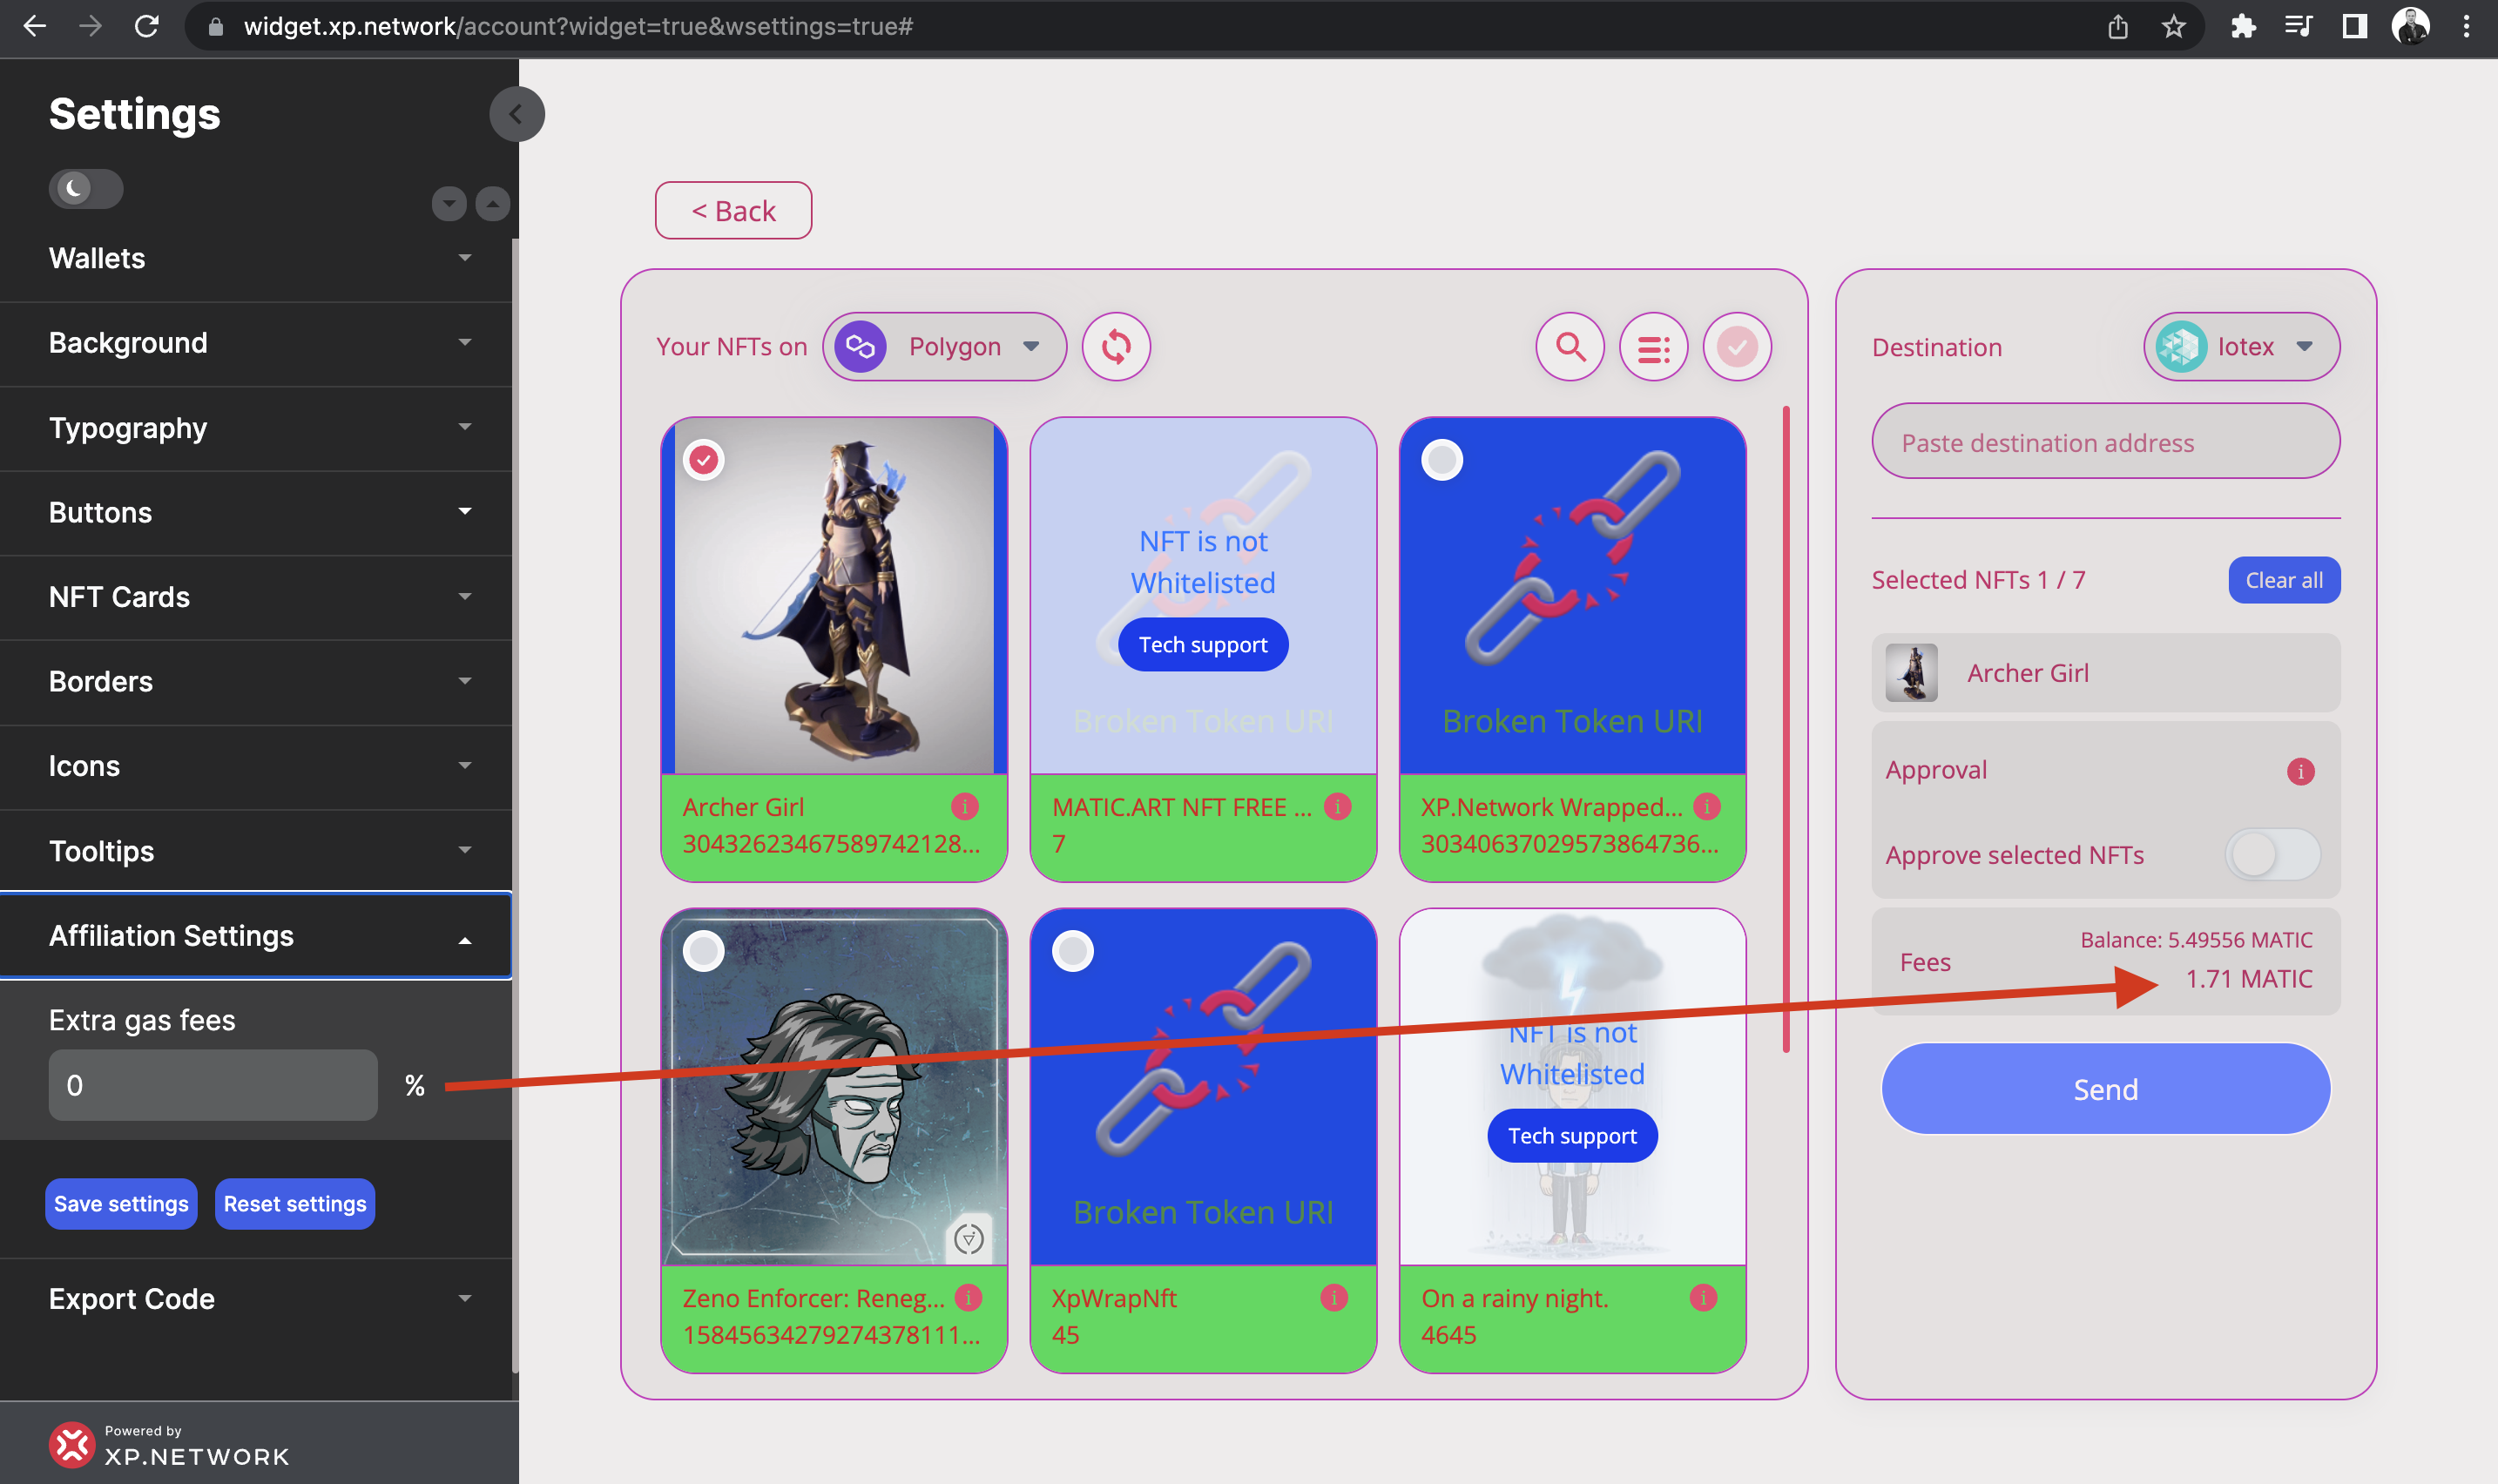 widget.xp.network/account?widget=true&wsettings=true#
Settings
Wallets
Background
Typography
Buttons
NFT Cards
Borders
Icons
Tooltips
Affiliation Settings
Extra gas fees
0 %
Save settings Reset settings
Export Code
Powered by
XP.NETWORK
< Back
Your NFTs on Polygon
Archer Girl
30432623467589742128...
NFT is not
Whitelisted
Tech support
Broken Token URI
MATIC.ART NFT FREE ...
7
Broken Token URI
XP.Network Wrapped...
30340637029573864736...
Zeno Enforcer: Reneg...
15845634279274378111...
Broken Token URI
XpWrapNft
45
NFT is not
Whitelisted
Tech support
On a rainy night.
4645
Destination Iotex
Paste destination address
Selected NFTs 1 / 7 Clear all
Archer Girl
Approval
Approve selected NFTs
Balance: 5.49556 MATIC
Fees
1.71 MATIC
Send